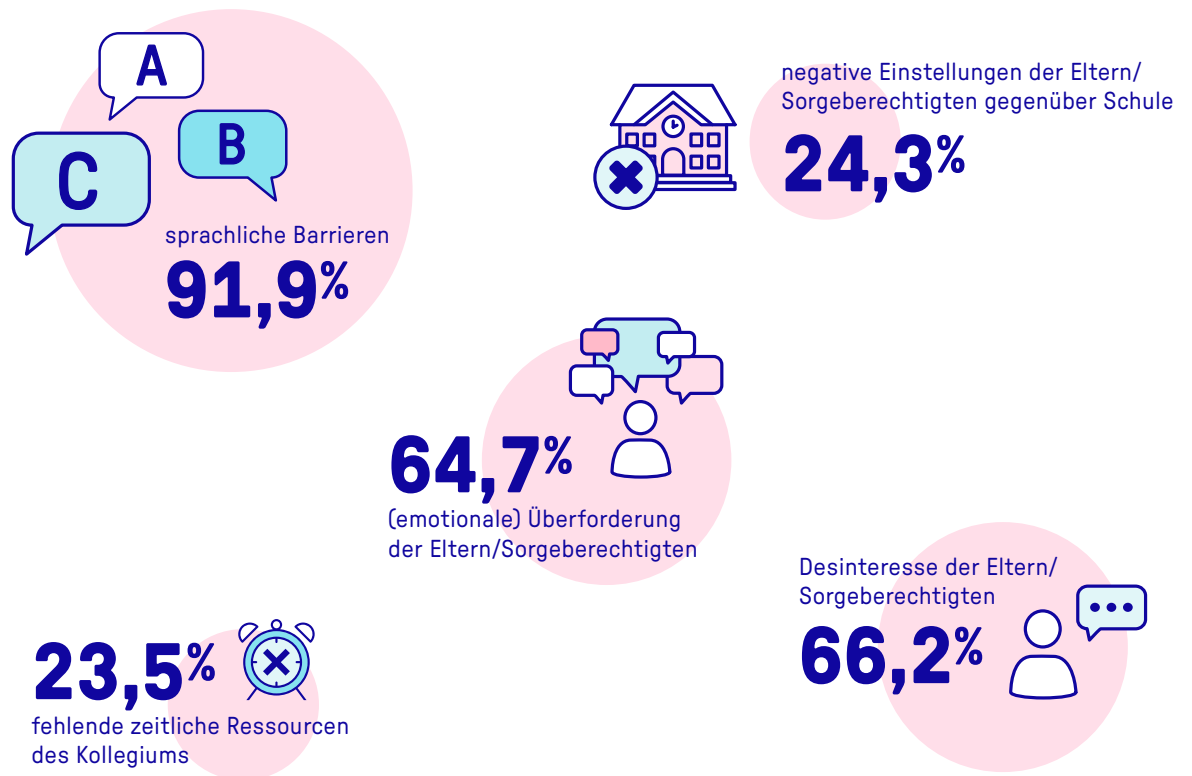 A
B
C
sprachliche Barrieren
91,9%
negative Einstellungen der Eltern/
Sorgeberechtigten gegenüber Schule
24,3%
64,7%
(emotionale) Überforderung
der Eltern/Sorgeberechtigten
Desinteresse der Eltern/
Sorgeberechtigten
66,2%
23,5%
fehlende zeitliche Ressourcen
des Kollegiums